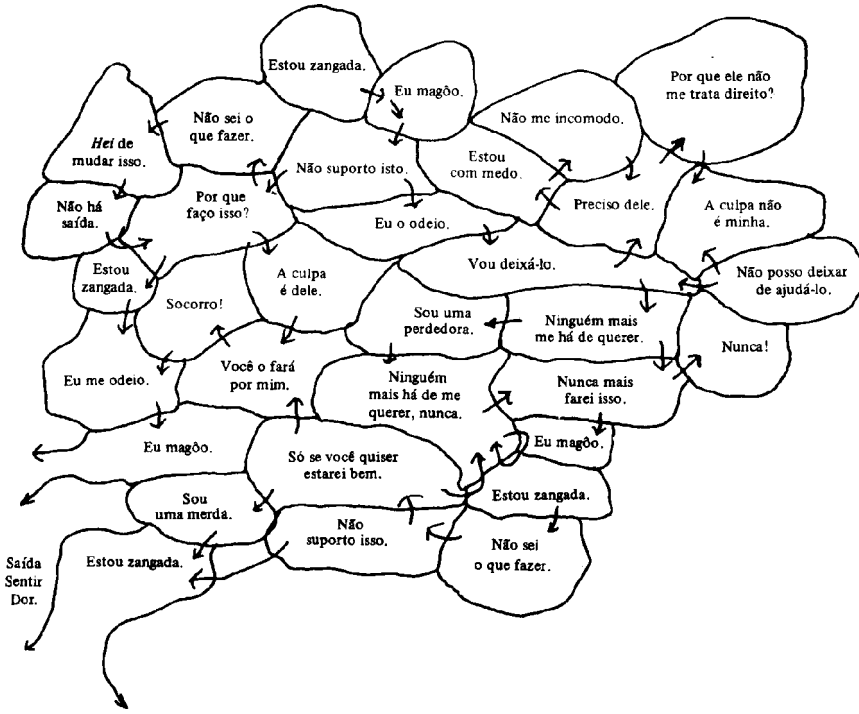 Estou zangada.
Eu magôo.
Por que ele não
me trata direito?
Hei de
mudar isso.
Não sei o
que fazer.
Não suporto isto.
Estou
com medo.
Não me incomodo.
Não há
saída.
Por que
faço isso?
Eu o odeio.
Preciso dele.
A culpa não
é minha.
Estou
zangada.
Socorro!
A culpa
é dele.
Vou deixá-lo.
Não posso deixar
de ajudá-lo.
Sou uma
perdedora.
Ninguém mais
me há de querer.
Nunca!
Eu me odeio.
Você o fará
por mim.
Ninguém
mais há de me
querer, nunca.
Nunca mais
farei isso.
Eu magôo.
Só se você quiser
estarei bem.
Eu magôo.
Sou
uma merda.
Estou zangada.
Não
suporto isso.
Não sei
o que fazer.
Saída
Sentir
Dor.
Estou zangada.